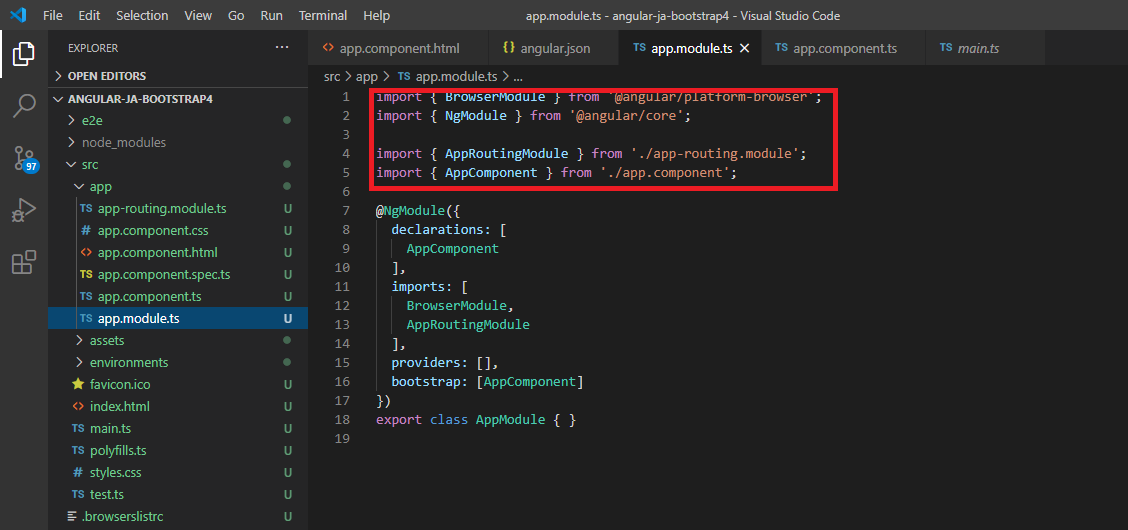 File Edit Selection View Go Run Terminal Help app.module.ts - angular-ja-bootstrap4 - Visual Studio Code
EXPLORER ...
OPEN EDITORS
ANGULAR-JA-BOOTSTRAP4
e2e
node_modules
src
app
TS app-routing.module.ts U
# app.component.css U
<> app.component.html U
TS app.component.spec.ts U
TS app.component.ts U
TS app.module.ts U
assets
environments
favicon.ico U
<> index.html U
TS main.ts U
TS polyfills.ts U
# styles.css U
TS test.ts U
.browserslistrc U
97
<> app.component.html {} angular.json TS app.module.ts TS app.component.ts TS main.ts
src > app > TS app.module.ts > ...
1 import { BrowserModule } from '@angular/platform-browser';
2 import { NgModule } from '@angular/core';
3
4 import { AppRoutingModule } from './app-routing.module';
5 import { AppComponent } from './app.component';
6
7 @NgModule({
8 declarations: [
9 AppComponent
10 ],
11 imports: [
12 BrowserModule,
13 AppRoutingModule
14 ],
15 providers: [],
16 bootstrap: [AppComponent]
17 })
18 export class AppModule { }
19